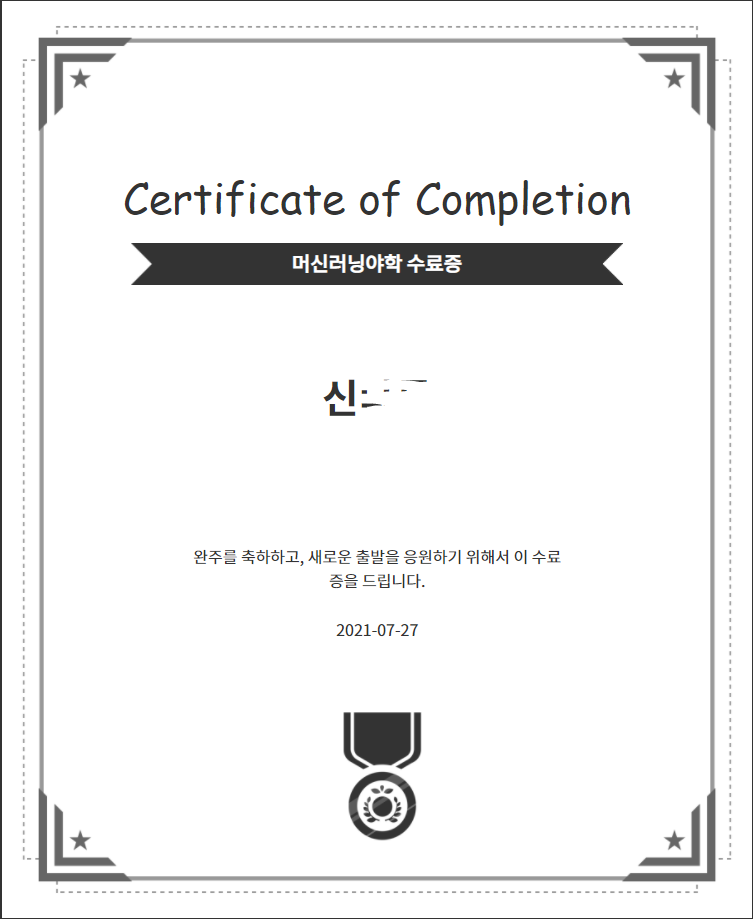 Certificate of Completion
머신러닝야학 수료증
신
완주를 축하하고, 새로운 출발을 응원하기 위해서 이 수료
증을 드립니다.
2021-07-27